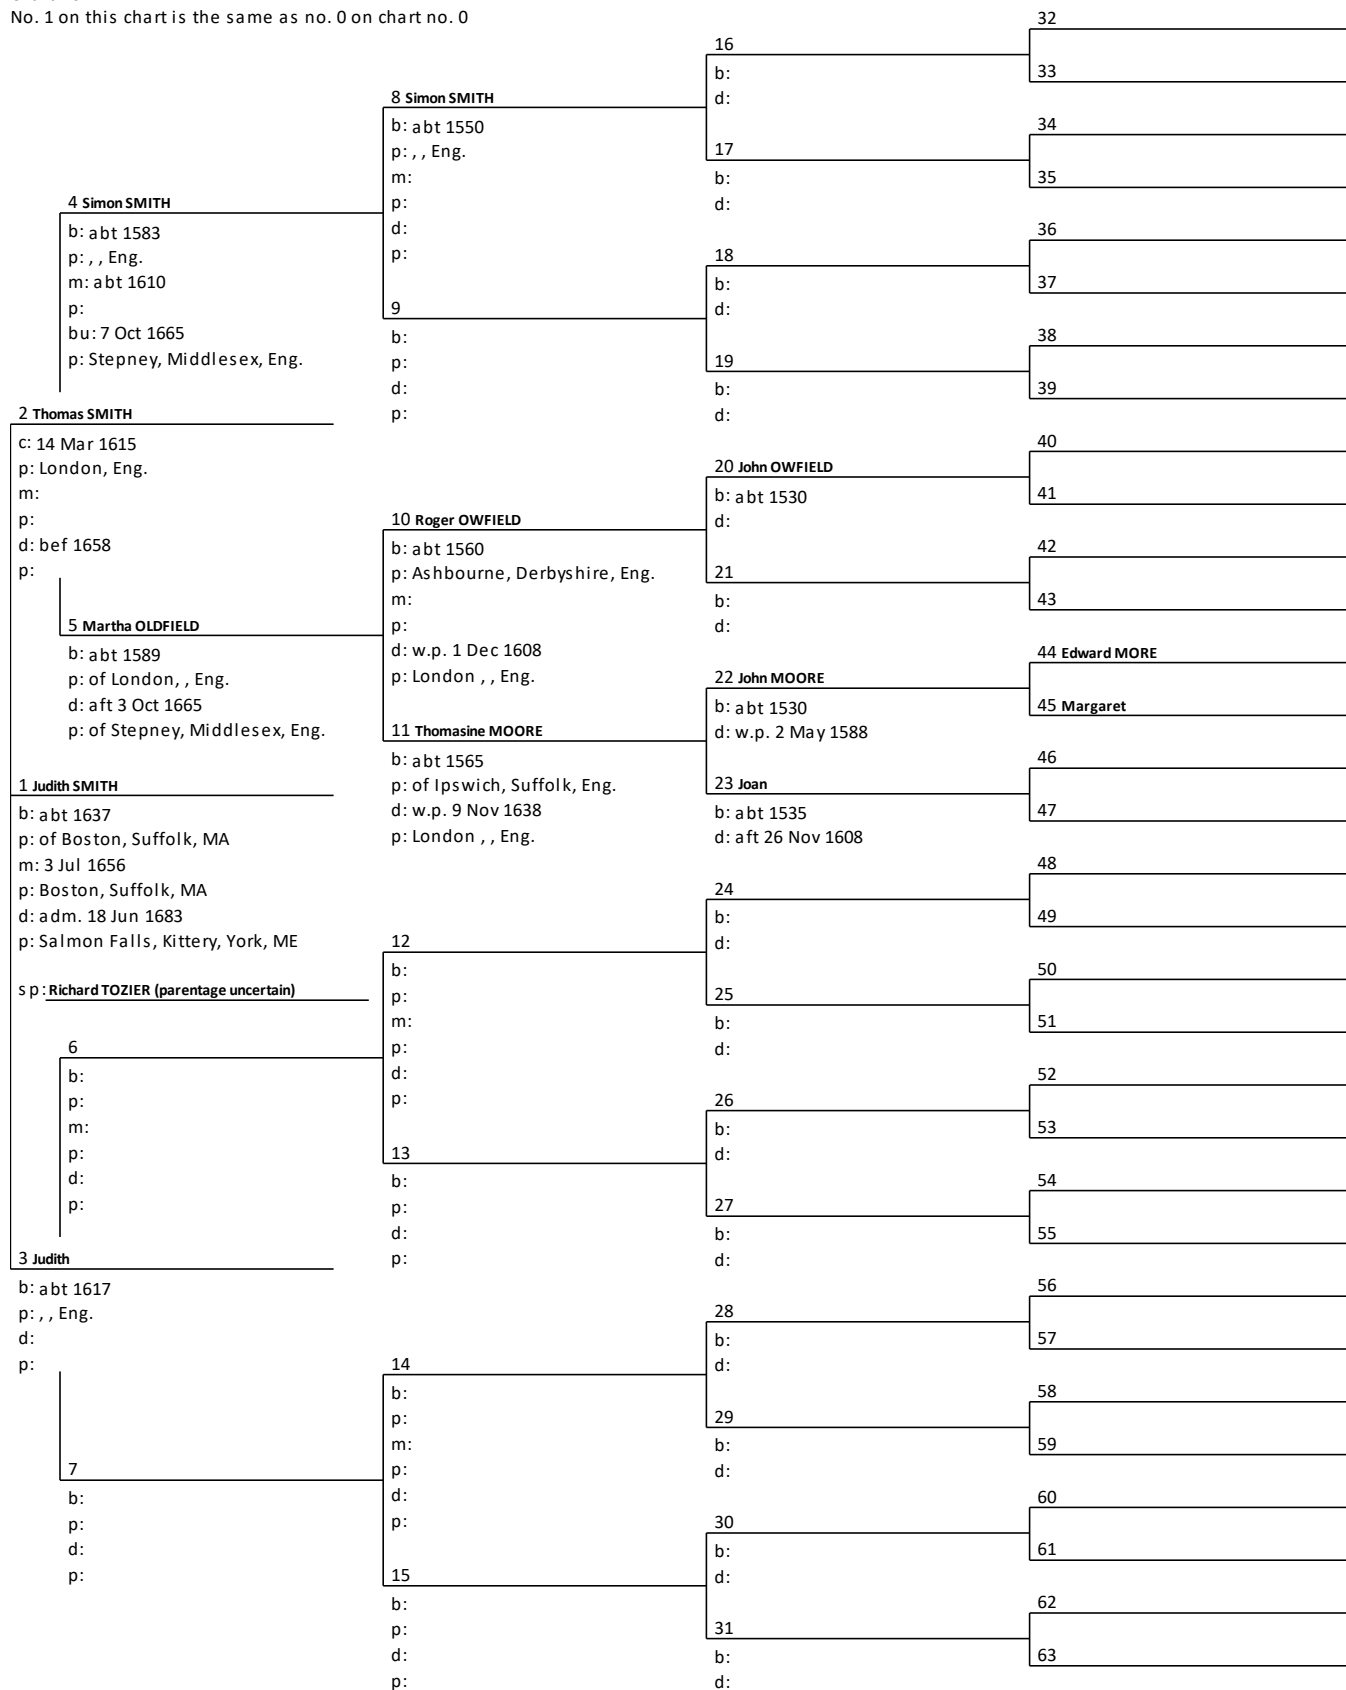 No. 1 on this chart is the same as no. 0 on chart no. 0
2 Thomas SMITH
c: 14 Mar 1615
p: London, Eng.
m:
p:
d: bef 1658
p:
1 Judith SMITH
b: abt 1637
p: of Boston, Suffolk, MA
m: 3 Jul 1656
p: Boston, Suffolk, MA
d: adm. 18 Jun 1683
p: Salmon Falls, Kittery, York, ME
sp: Richard TOZIER (parentage uncertain)
3 Judith
b: abt 1617
p: , , Eng.
d:
p:
4 Simon SMITH
b: abt 1583
p: , , Eng.
m: abt 1610
p:
bu: 7 Oct 1665
p: Stepney, Middlesex, Eng.
5 Martha OLDFIELD
b: abt 1589
p: of London, , Eng.
d: aft 3 Oct 1665
p: of Stepney, Middlesex, Eng.
6
b:
p:
m:
p:
d:
p:
7
b:
p:
d:
p:
8 Simon SMITH
b: abt 1550
p: , , Eng.
m:
p:
d:
p:
9
b:
p:
d:
p:
10 Roger OWFIELD
b: abt 1560
p: Ashbourne, Derbyshire, Eng.
m:
p:
d: w.p. 1 Dec 1608
p: London , , Eng.
11 Thomasine MOORE
b: abt 1565
p: of Ipswich, Suffolk, Eng.
d: w.p. 9 Nov 1638
p: London , , Eng.
12
b:
p:
m:
p:
d:
p:
13
b:
p:
d:
p:
14
b:
p:
m:
p:
d:
p:
15
b:
p:
d:
p:
16
b:
d:
17
b:
d:
18
b:
d:
19
b:
d:
20 John OWFIELD
b: abt 1530
d:
21
b:
d:
22 John MOORE
b: abt 1530
d: w.p. 2 May 1588
23 Joan
b: abt 1535
d: aft 26 Nov 1608
24
b:
d:
25
b:
d:
26
b:
d:
27
b:
d:
28
b:
d:
29
b:
d:
30
b:
d:
31
b:
d:
32
33
34
35
36
37
38
39
40
41
42
43
44 Edward MORE
45 Margaret
46
47
48
49
50
51
52
53
54
55
56
57
58
59
60
61
62
63